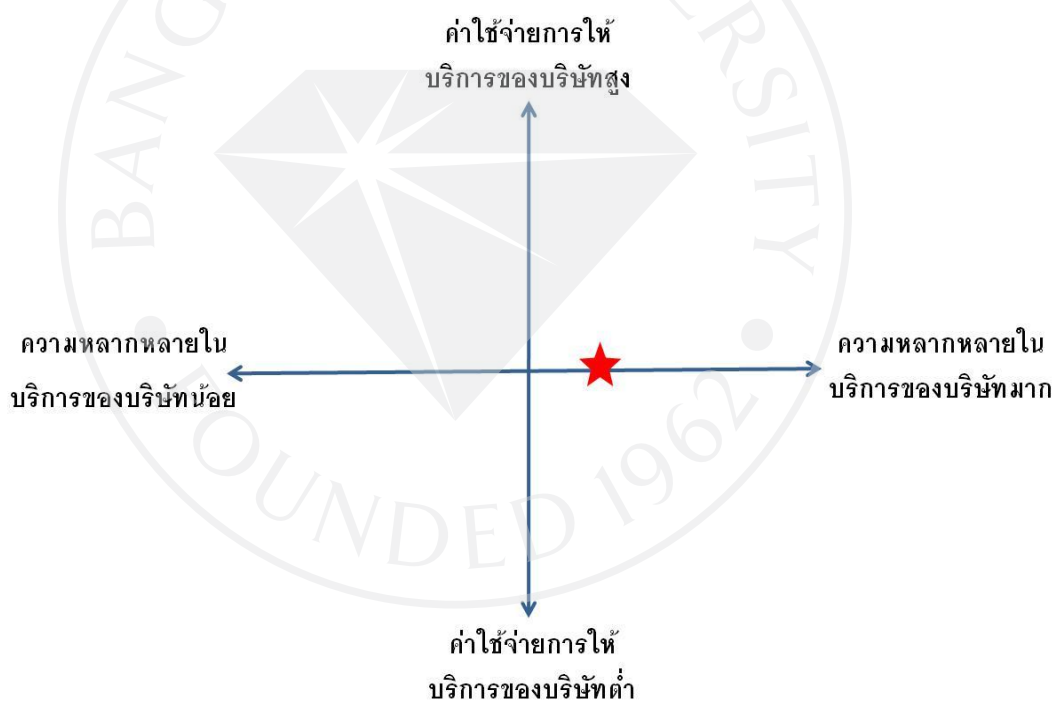 ค่าใช้จ่ายการให้
บริการของบริษัทสูง
ความหลากหลายใน
บริการของบริษัทน้อย
ความหลากหลายใน
บริการของบริษัทมาก
ค่าใช้จ่ายการให้
บริการของบริษัทต่ำ
BANG
ERSITY
FOUNDED 1962